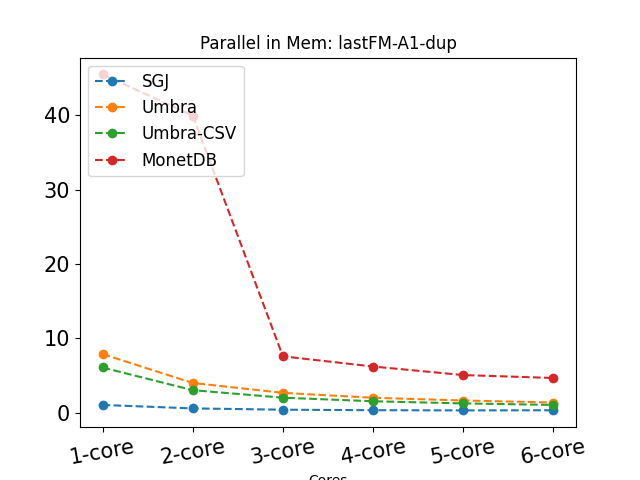 Parallel in Mem: lastFM-A1-dup
SGJ
Umbra
Umbra-CSV
MonetDB
40
30
20
10
0
1-core 2-core 3-core 4-core 5-core 6-core
Cores